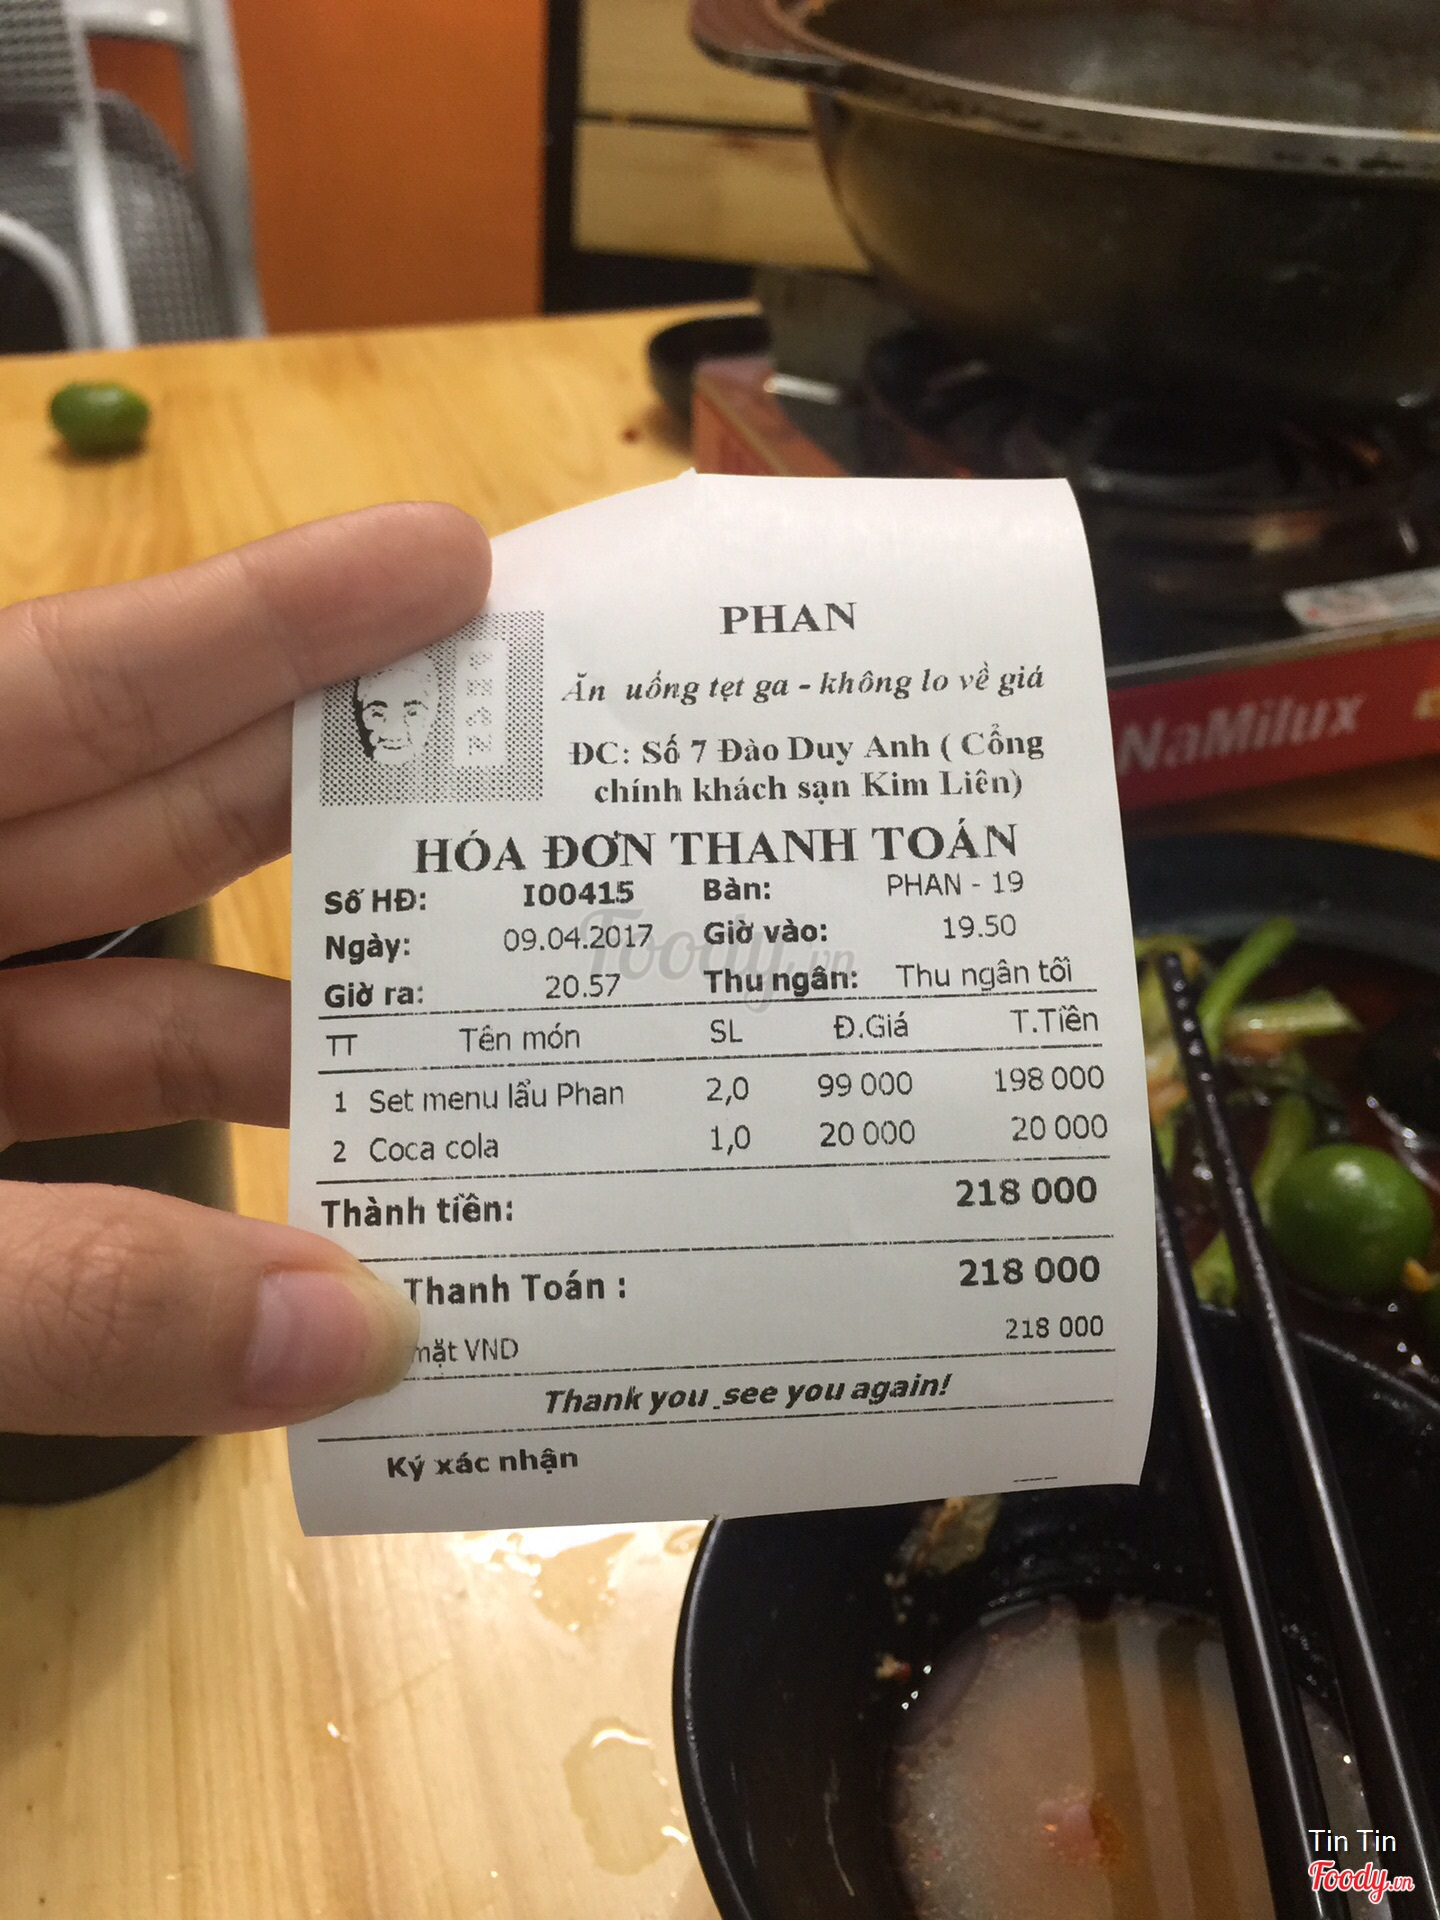 PHAN
Ăn uống tẹt ga - không lo về giá
ĐC: Số 7 Đào Duy Anh ( Cổng
chính khách sạn Kim Liên)
HÓA ĐƠN THANH TOÁN
Số HĐ: I00415 Bàn: PHAN - 19
Ngày: 09.04.2017 Giờ vào: 19.50
Giờ ra: 20.57 Thu ngân: Thu ngân tối
TT Tên món SL Đ.Giá T.Tiền
1 Set menu lẩu Phan 2,0 99 000 198 000
2 Coca cola 1,0 20 000 20 000
Thành tiền: 218 000
Thanh Toán : 218 000
mặt VND 218 000
Thank you see you again!
Ký xác nhận
NaMilux
Foody.vn
Tin Tin
Foody.vn